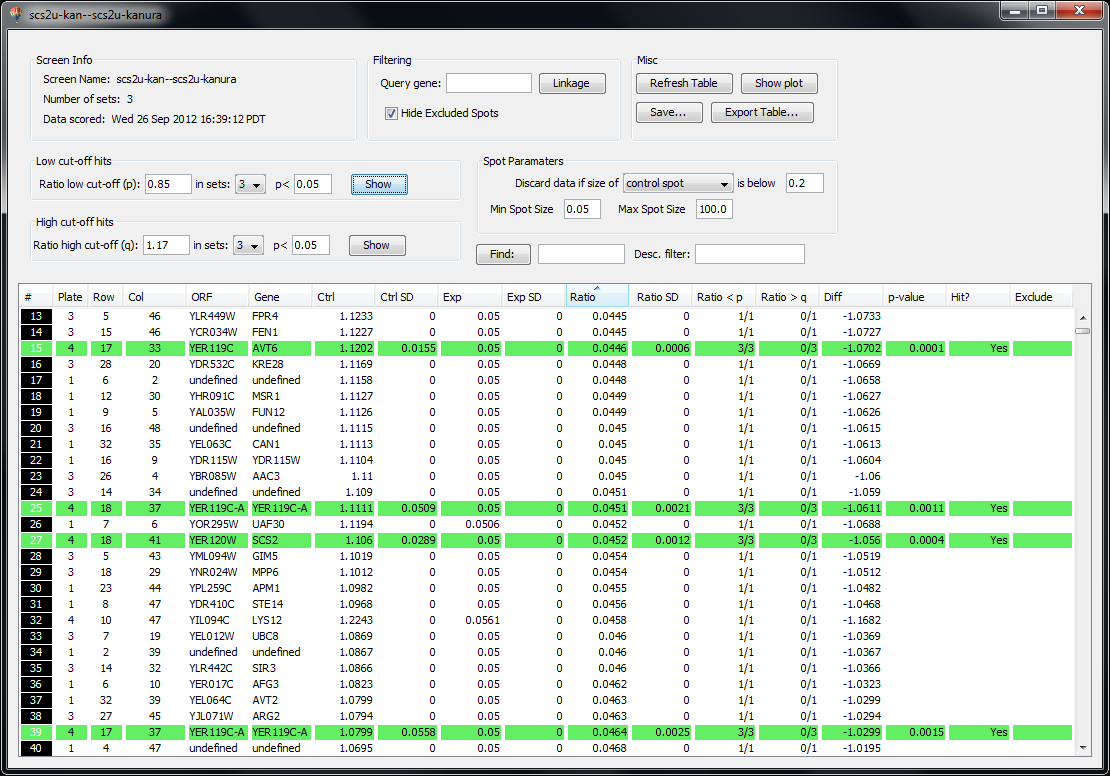 scs2u-kan--scs2u-kanura
Screen Info
Screen Name: scs2u-kan--scs2u-kanura
Number of sets: 3
Data scored: Wed 26 Sep 2012 16:39:12 PDT
Filtering
Query gene: Linkage
Hide Excluded Spots
Misc
Refresh Table Show plot
Save... Export Table...
Low cut-off hits
Ratio low cut-off (p): 0.85 in sets: 3 p< 0.05 Show
High cut-off hits
Ratio high cut-off (q): 1.17 in sets: 3 p< 0.05 Show
Spot Paramaters
Discard data if size of control spot is below 0.2
Min Spot Size 0.05 Max Spot Size 100.0
Find: Desc. filter:
# Plate Row Col ORF Gene Ctrl Ctrl SD Exp Exp SD Ratio Ratio SD Ratio < p Ratio > q Diff p-value Hit? Exclude
13 3 5 46 YLR449W FPR4 1.1233 0 0.05 0 0.0445 0 1/1 0/1 -1.0733
14 3 15 46 YCR034W FEN1 1.1227 0 0.05 0 0.0445 0 1/1 0/1 -1.0727
15 4 17 33 YER119C AVT6 1.1202 0.0155 0.05 0 0.0446 0.0006 3/3 0/3 -1.0702 0.0001 Yes
16 3 28 20 YDR532C KRE28 1.1169 0 0.05 0 0.0448 0 1/1 0/1 -1.0669
17 1 6 2 undefined undefined 1.1158 0 0.05 0 0.0448 0 1/1 0/1 -1.0658
18 1 12 30 YHR091C MSR1 1.1127 0 0.05 0 0.0449 0 1/1 0/1 -1.0627
19 1 9 5 YAL035W FUN12 1.1126 0 0.05 0 0.0449 0 1/1 0/1 -1.0626
20 3 16 48 undefined undefined 1.1115 0 0.05 0 0.045 0 1/1 0/1 -1.0615
21 1 32 35 YEL063C CAN1 1.1113 0 0.05 0 0.045 0 1/1 0/1 -1.0613
22 1 16 9 YDR115W YDR115W 1.1104 0 0.05 0 0.045 0 1/1 0/1 -1.0604
23 3 26 4 YBR085W AAC3 1.11 0 0.05 0 0.045 0 1/1 0/1 -1.06
24 3 14 34 undefined undefined 1.109 0 0.05 0 0.0451 0 1/1 0/1 -1.059
25 4 18 37 YER119C-A YER119C-A 1.1111 0.0509 0.05 0 0.0451 0.0021 3/3 0/3 -1.0611 0.0011 Yes
26 1 7 6 YOR295W UAF30 1.1194 0 0.0506 0 0.0452 0 1/1 0/1 -1.0688
27 4 18 41 YER120W SCS2 1.106 0.0289 0.05 0 0.0452 0.0012 3/3 0/3 -1.056 0.0004 Yes
28 3 5 43 YML094W GIM5 1.1019 0 0.05 0 0.0454 0 1/1 0/1 -1.0519
29 3 18 29 YNR024W MPP6 1.1012 0 0.05 0 0.0454 0 1/1 0/1 -1.0512
30 1 23 44 YPL259C APM1 1.0982 0 0.05 0 0.0455 0 1/1 0/1 -1.0482
31 1 8 47 YDR410C STE14 1.0968 0 0.05 0 0.0456 0 1/1 0/1 -1.0468
32 4 10 47 YIL094C LYS12 1.2243 0 0.0561 0 0.0458 0 1/1 0/1 -1.1682
33 3 7 19 YEL012W UBC8 1.0869 0 0.05 0 0.046 0 1/1 0/1 -1.0369
34 1 2 39 undefined undefined 1.0867 0 0.05 0 0.046 0 1/1 0/1 -1.0367
35 3 14 32 YLR442C SIR3 1.0866 0 0.05 0 0.046 0 1/1 0/1 -1.0366
36 1 6 10 YER017C AFG3 1.0823 0 0.05 0 0.0462 0 1/1 0/1 -1.0323
37 1 32 39 YEL064C AVT2 1.0799 0 0.05 0 0.0463 0 1/1 0/1 -1.0299
38 3 27 45 YJL071W ARG2 1.0794 0 0.05 0 0.0463 0 1/1 0/1 -1.0294
39 4 17 37 YER119C-A YER119C-A 1.0799 0.0558 0.05 0 0.0464 0.0025 3/3 0/3 -1.0299 0.0015 Yes
40 1 4 47 undefined undefined 1.0695 0 0.05 0 0.0468 0 1/1 0/1 -1.0195